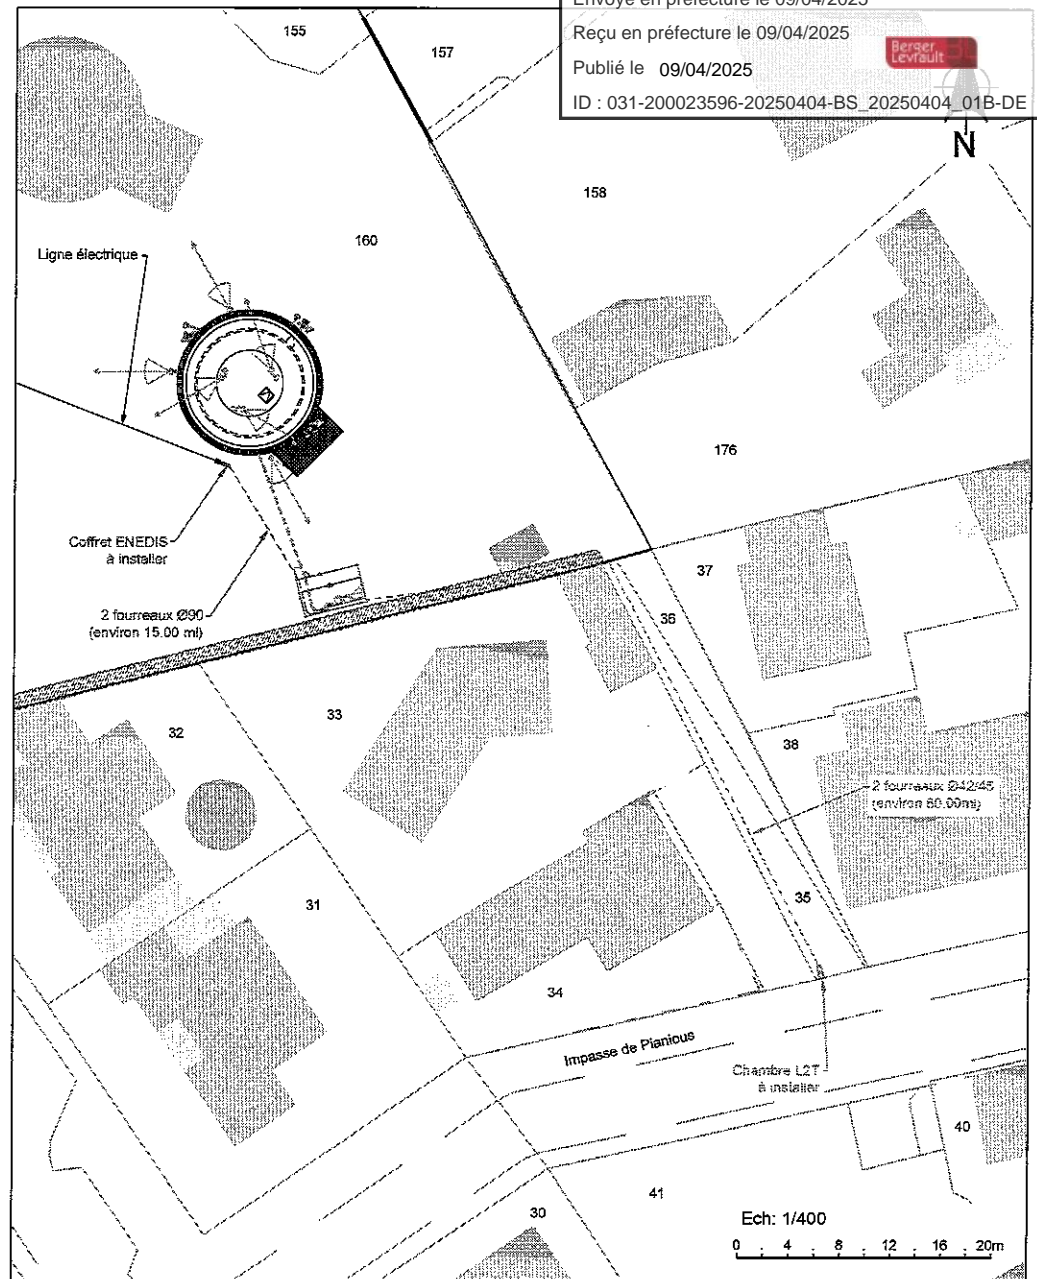 Envoyé en préfecture le 09/04/2025
Reçu en préfecture le 09/04/2025
Publié le 09/04/2025
ID : 031-200023596-20250404-BS_20250404_01B-DE
Berger
Levrault
N
155
157
158
160
Ligne électrique
176
Coffret ENEDIS
à installer
2 fourreaux Ø90
(environ 15.00 ml)
37
36
33
32
38
2 fourreaux Ø42/45
(environ 60.00ml)
35
31
34
Impasse de Planious
Chambre L2T
à installer
40
41
30
Ech: 1/400
0 4 8 12 16 20m